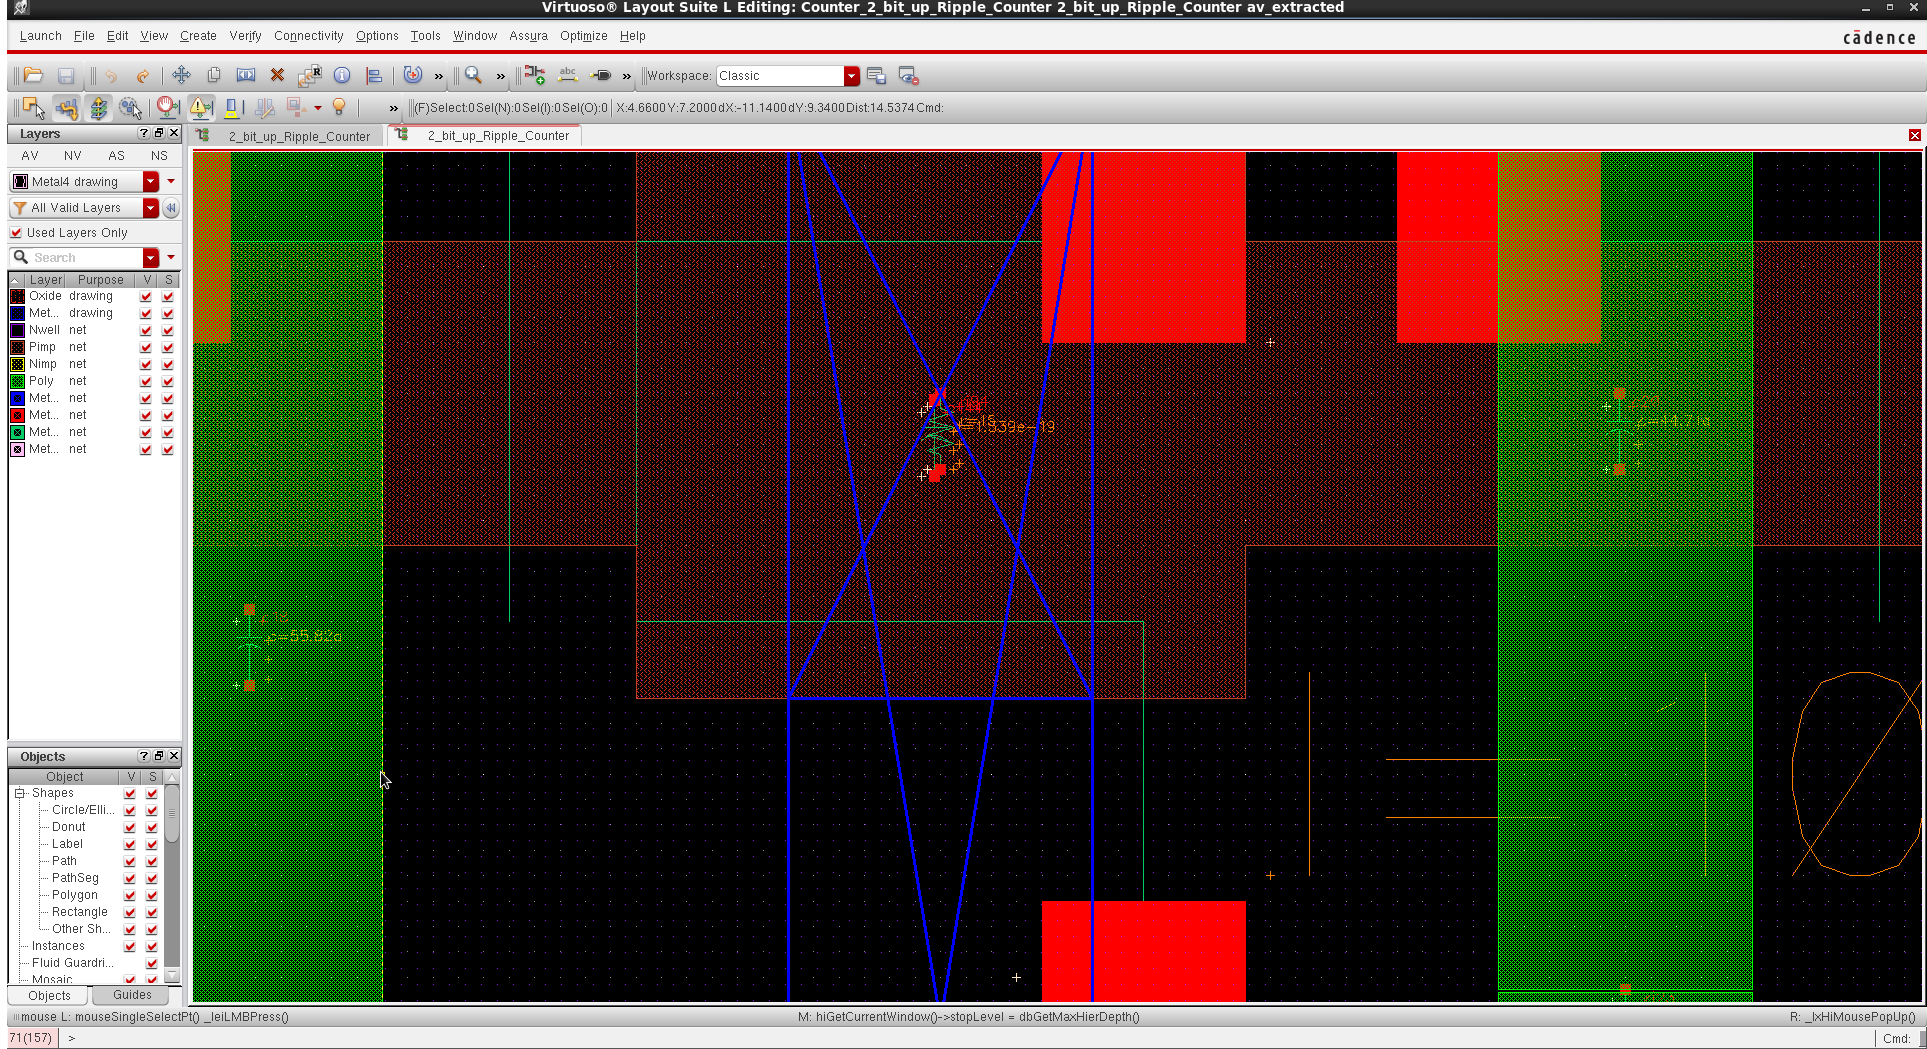 Virtuoso® Layout Suite L Editing: Counter_2_bit_up_Ripple_Counter 2_bit_up_Ripple_Counter av_extracted
Launch File Edit View Create Verify Connectivity Options Tools Window Assura Optimize Help
cādence
abc
Workspace: Classic
(F)Select:0 Sel(N):0 Sel(I):0 Sel(O):0 X:4.6600 Y:7.2000 dX:-11.1400 dY:9.3400 Dist:14.5374 Cmd:
Layers
2_bit_up_Ripple_Counter
2_bit_up_Ripple_Counter
AV NV AS NS
Metal4 drawing
All Valid Layers
Used Layers Only
Search
Layer Purpose V S
Oxide drawing
Met... drawing
Nwell net
Pimp net
Nimp net
Poly net
Met... net
Met... net
Met... net
Met... net
c=55.82a
Objects
Object V S
Shapes
Circle/Elli...
Donut
Label
Path
PathSeg
Polygon
Rectangle
Other Sh...
Instances
Fluid Guardri...
Mosaic
Objects Guides
mouse L: mouseSingleSelectPt() _leiLMBPress()
M: hiGetCurrentWindow()->stopLevel = dbGetMaxHierDepth()
R: _lxHiMousePopUp()
71(157) >
Cmd: